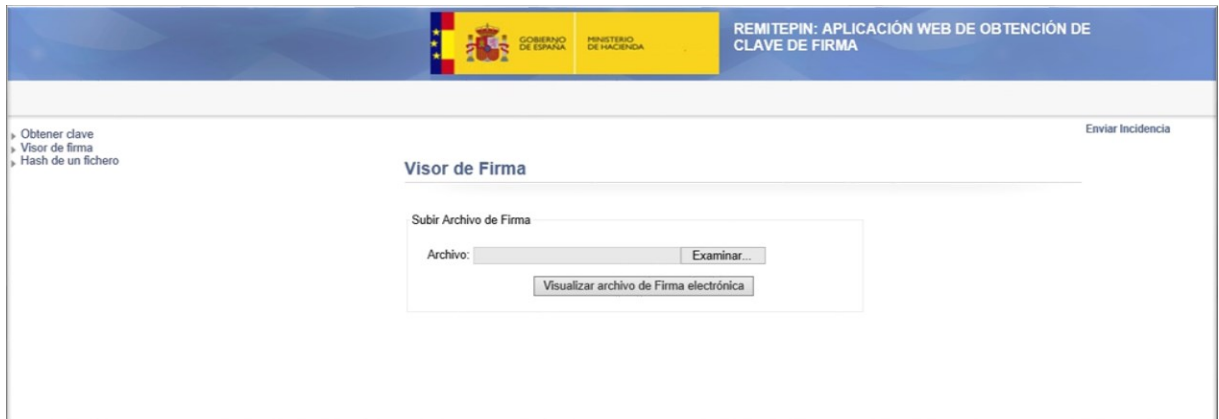 GOBIERNO
DE ESPAÑA
MINISTERIO
DE HACIENDA
REMITEPIN: APLICACIÓN WEB DE OBTENCIÓN DE
CLAVE DE FIRMA
Enviar Incidencia
Obtener clave
Visor de firma
Hash de un fichero
Visor de Firma
Subir Archivo de Firma
Archivo:
Examinar...
Visualizar archivo de Firma electrónica